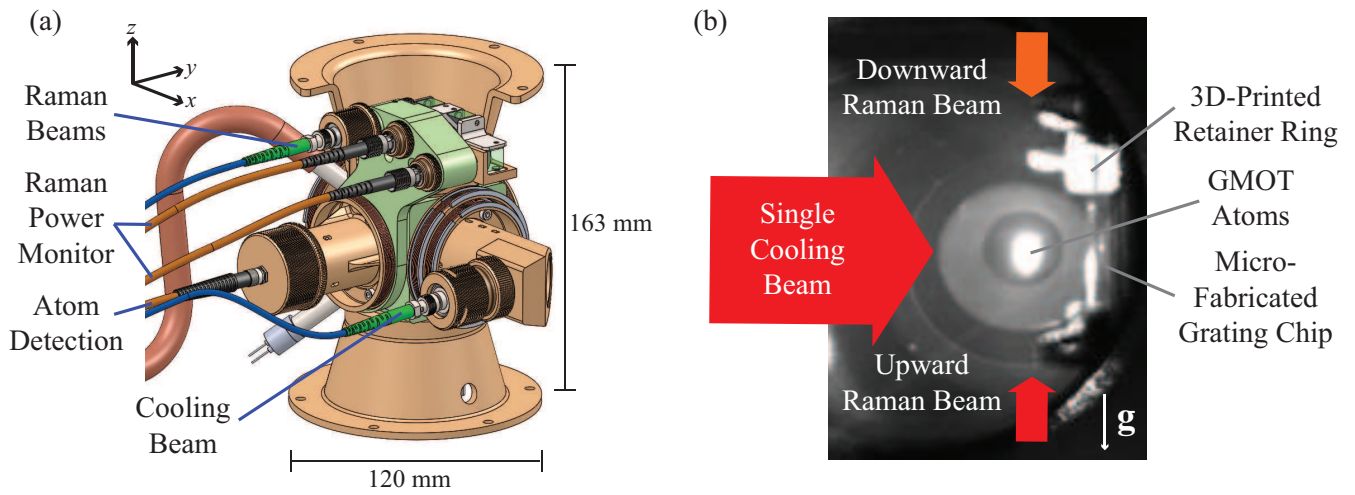 (a)
z
y
x
Raman
Beams
Raman
Power
Monitor
Atom
Detection
Cooling
Beam
163 mm
120 mm
(b)
Downward
Raman Beam
Single
Cooling
Beam
Upward
Raman Beam
g
3D-Printed
Retainer Ring
GMOT
Atoms
Micro-
Fabricated
Grating Chip